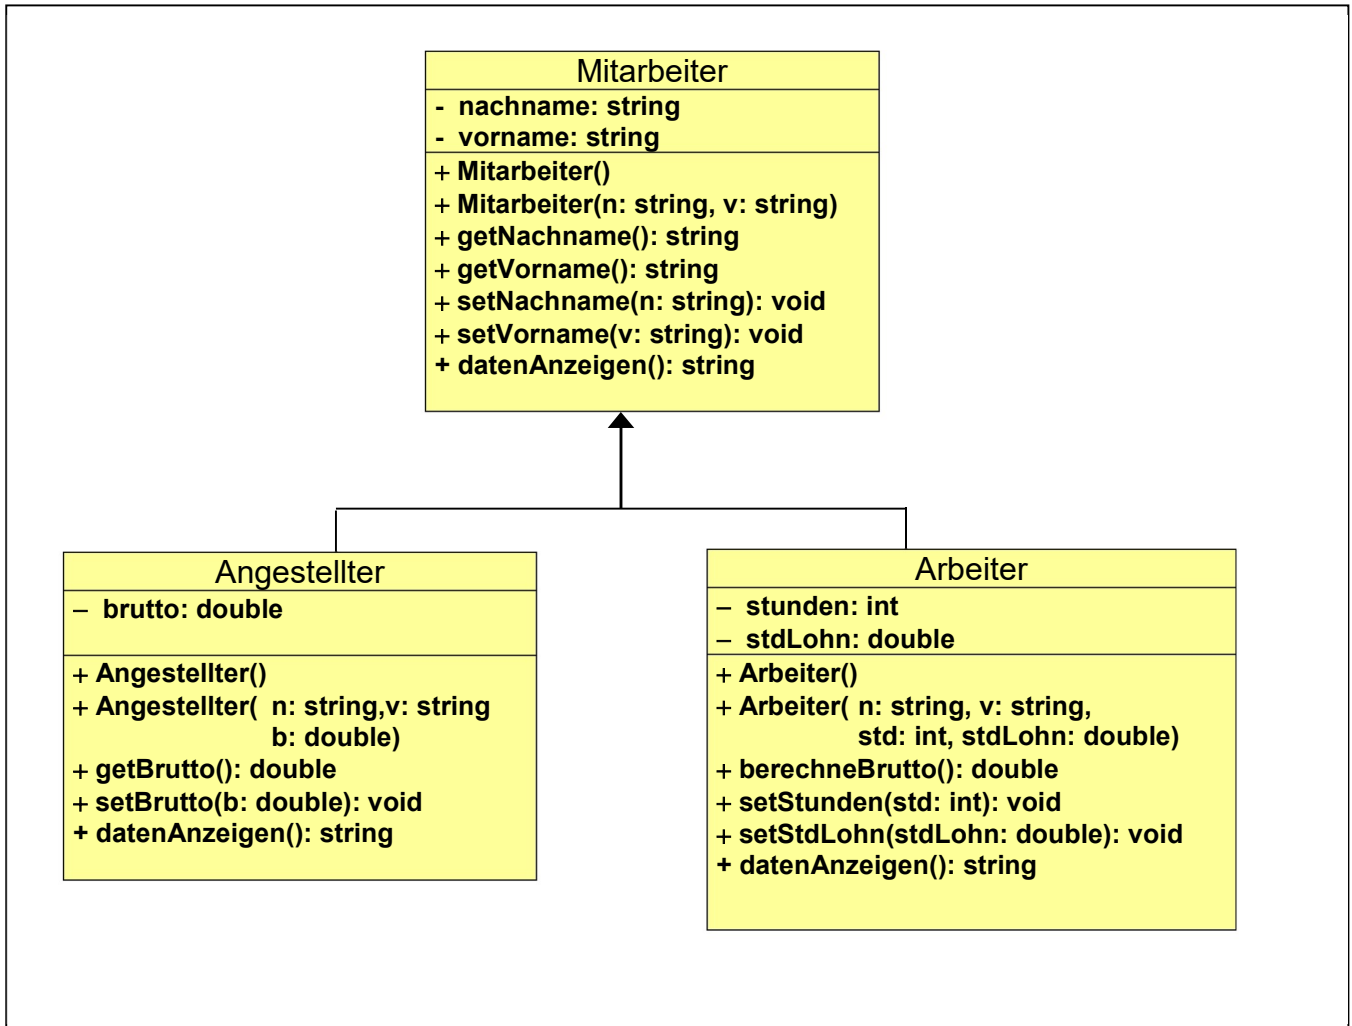 Mitarbeiter
- nachname: string
- vorname: string
+ Mitarbeiter()
+ Mitarbeiter(n: string, v: string)
+ getNachname(): string
+ getVorname(): string
+ setNachname(n: string): void
+ setVorname(v: string): void
+ datenAnzeigen(): string
Angestellter
– brutto: double
+ Angestellter()
+ Angestellter( n: string,v: string
b: double)
+ getBrutto(): double
+ setBrutto(b: double): void
+ datenAnzeigen(): string
Arbeiter
– stunden: int
– stdLohn: double
+ Arbeiter()
+ Arbeiter( n: string, v: string,
std: int, stdLohn: double)
+ berechneBrutto(): double
+ setStunden(std: int): void
+ setStdLohn(stdLohn: double): void
+ datenAnzeigen(): string